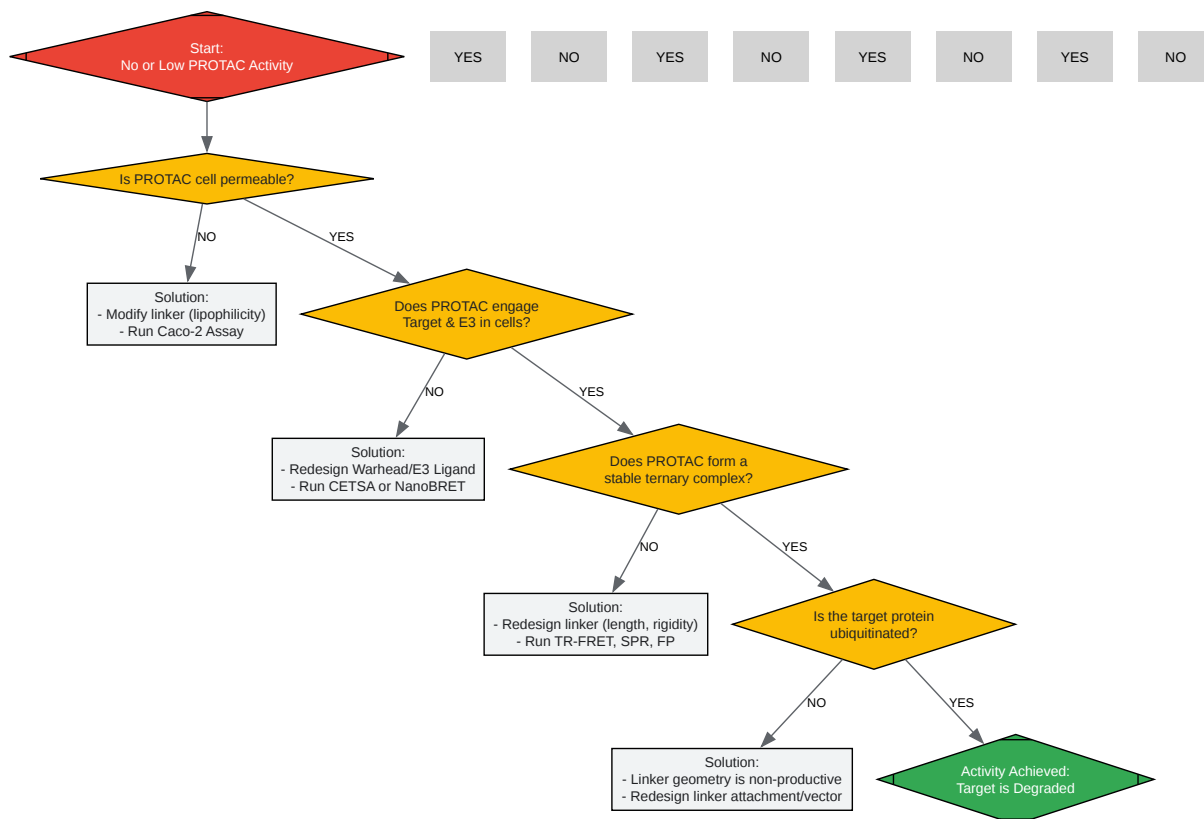 Start:
No or Low PROTAC Activity
YES
NO
YES
NO
YES
NO
YES
NO
Is PROTAC cell permeable?
NO
YES
Solution:
- Modify linker (lipophilicity)
- Run Caco-2 Assay
Does PROTAC engage
Target & E3 in cells?
NO
YES
Solution:
- Redesign Warhead/E3 Ligand
- Run CETSA or NanoBRET
Does PROTAC form a
stable ternary complex?
NO
YES
Solution:
- Redesign linker (length, rigidity)
- Run TR-FRET, SPR, FP
Is the target protein
ubiquitinated?
NO
YES
Solution:
- Linker geometry is non-productive
- Redesign linker attachment/vector
Activity Achieved:
Target is Degraded